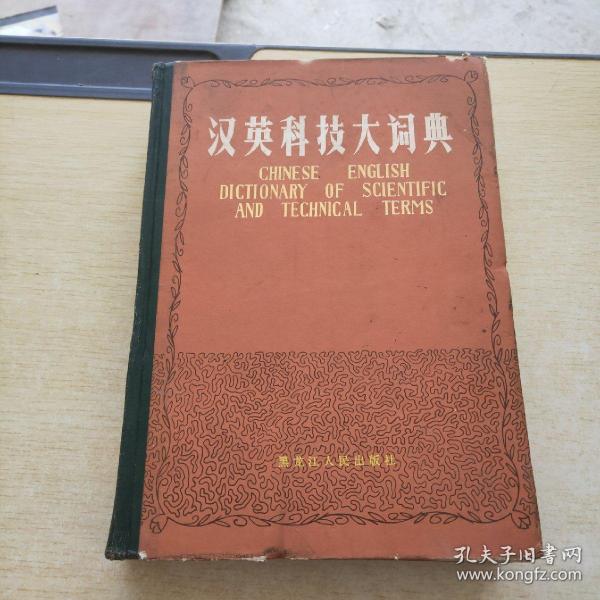 汉英科技大词典
CHINESE ENGLISH
DICTIONARY OF SCIENTIFIC
AND TECHNICAL TERMS
黑龙江人民出版社
孔夫子旧书网
www.kongfz.com